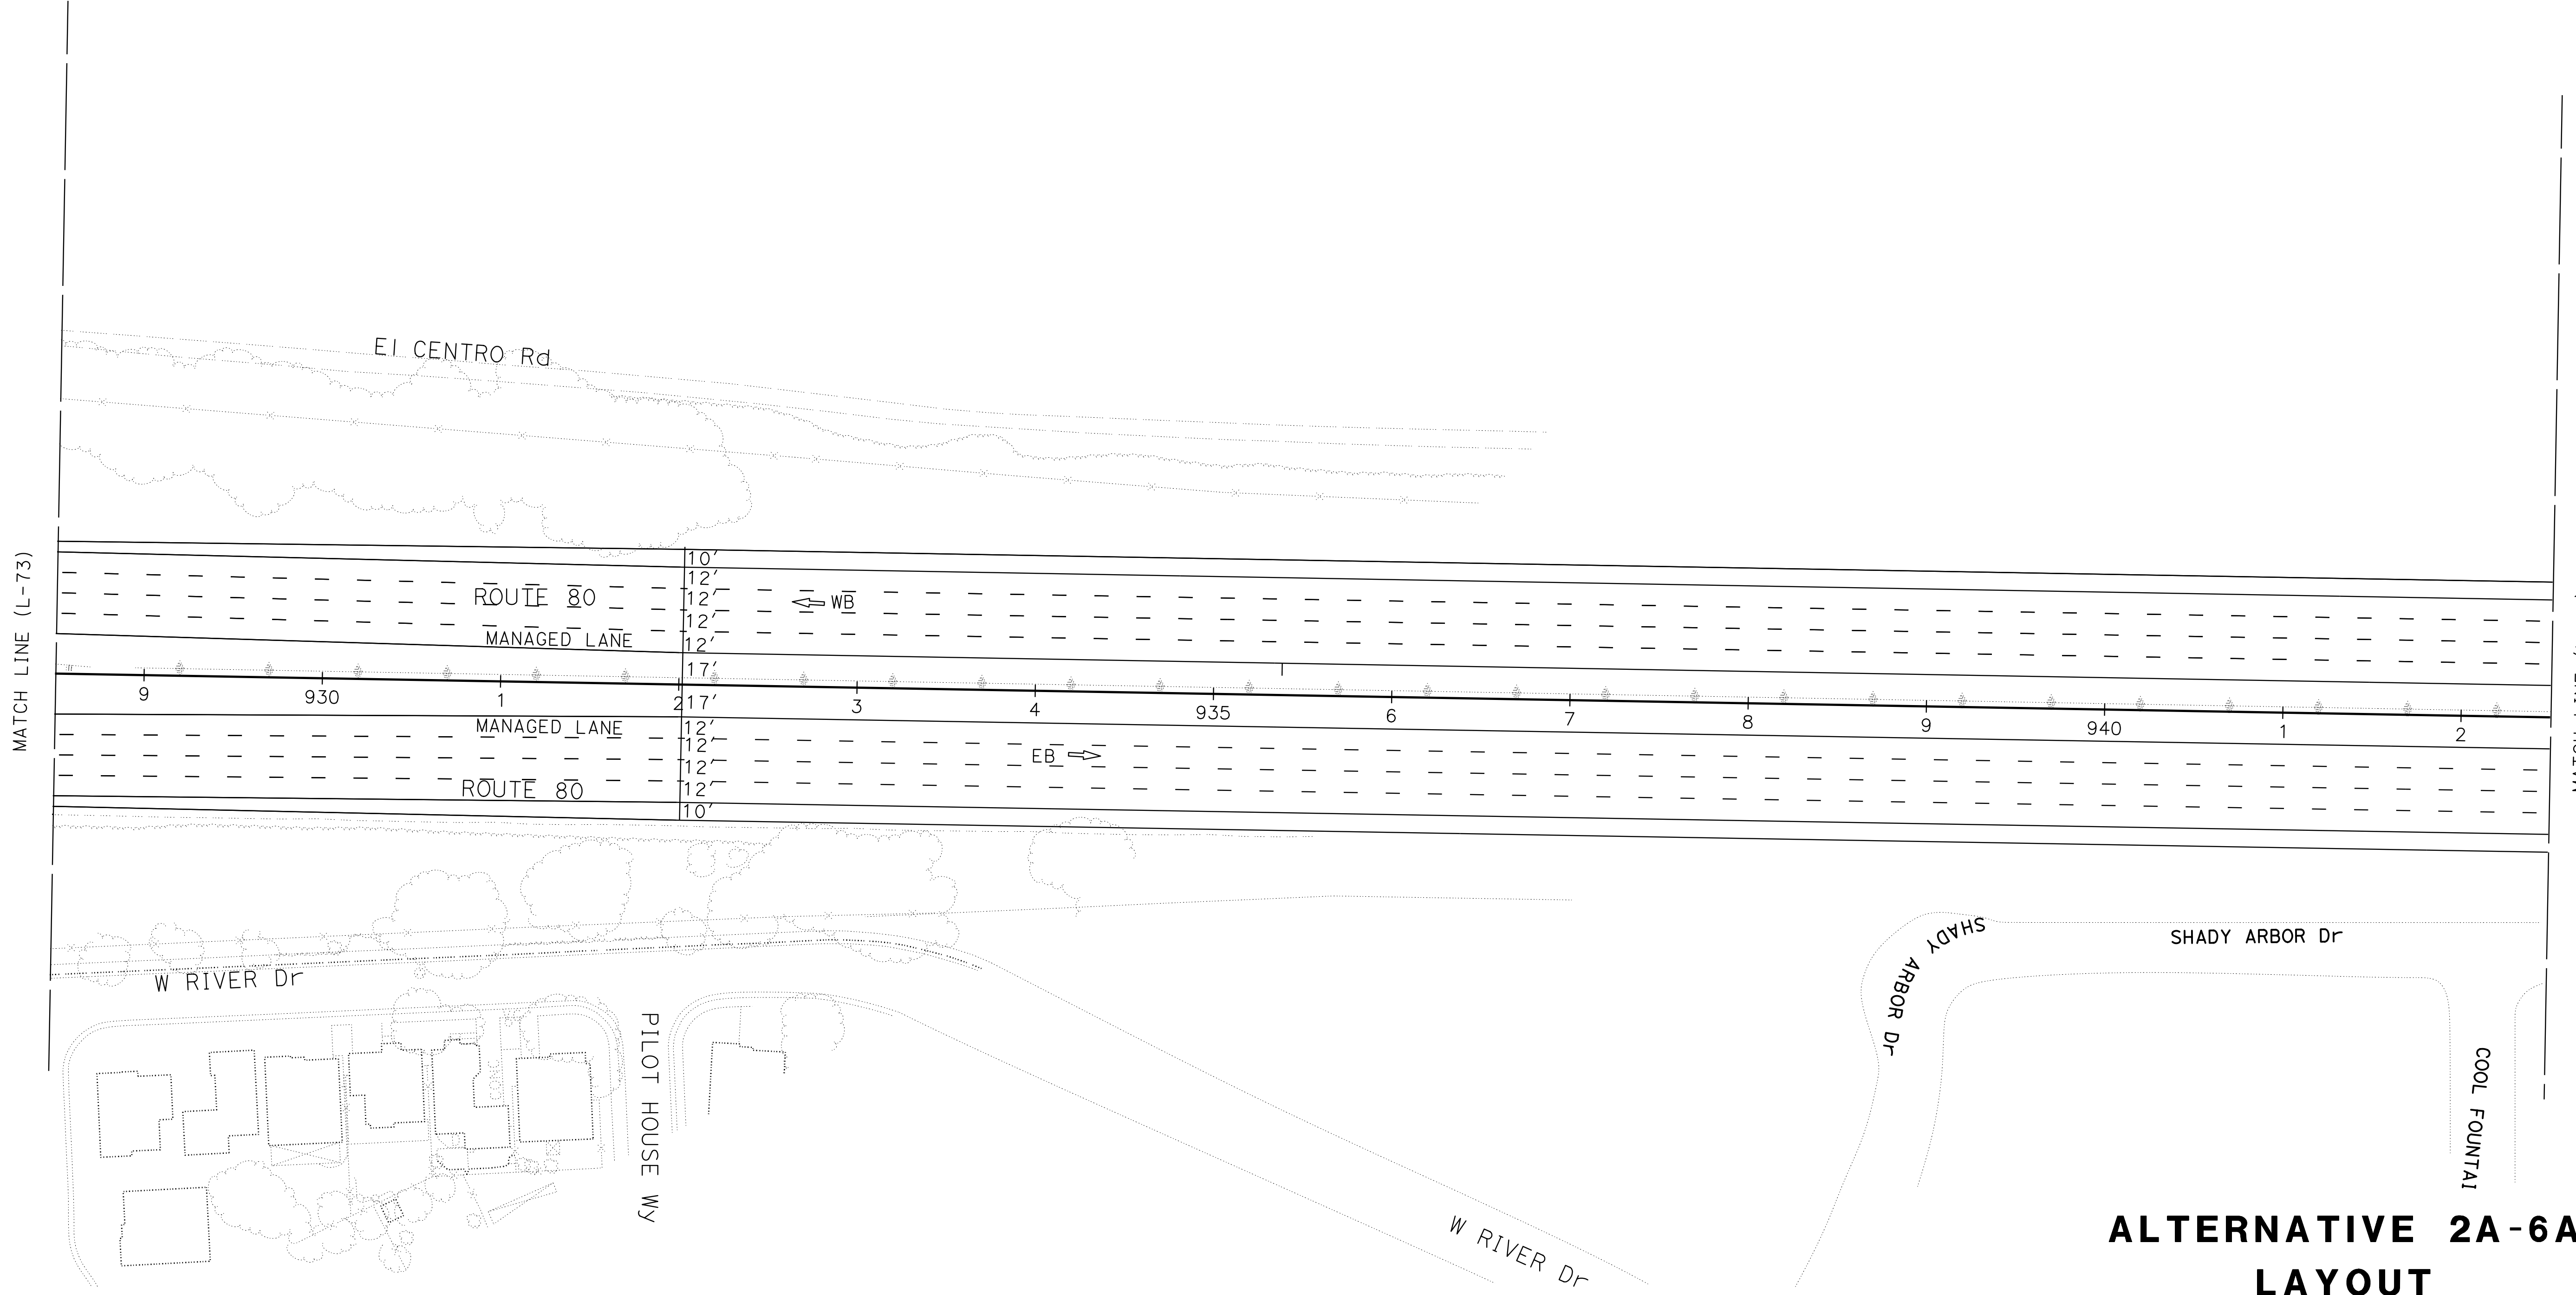 EI CENTRO Rd
MATCH LINE (L-73)
10'
12'
ROUTE 80
12'
WB
12'
MANAGED LANE
12'
17'
9
930
1
2
17'
3
4
935
6
7
8
9
940
1
2
MANAGED LANE
12'
12'
12'
EB
ROUTE 80
12'
10'
W RIVER Dr
PILOT HOUSE Wy
SHADY ARBOR Dr
SHADY ARBOR Dr
COOL FOUNTAI
W RIVER Dr
ALTERNATIVE 2A-6A
LAYOUT